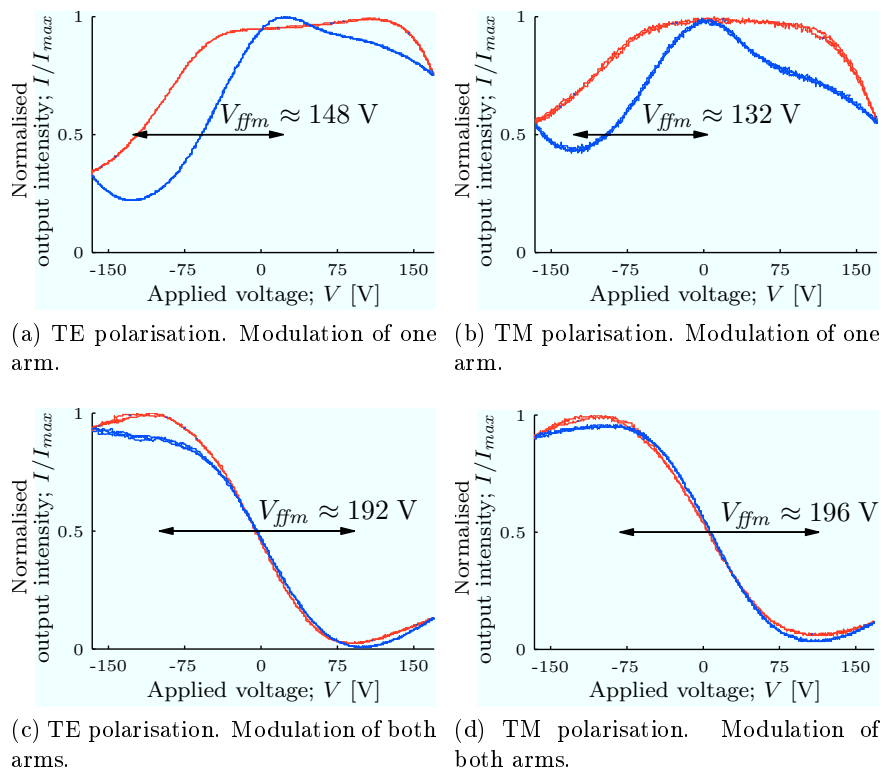 1
0.5
0
Normalised
output intensity; I/I_max
V_ffm ≈ 148 V
-150 -75 0 75 150
Applied voltage; V [V]
(a) TE polarisation. Modulation of one
arm.
1
0.5
0
Normalised
output intensity; I/I_max
V_ffm ≈ 132 V
-150 -75 0 75 150
Applied voltage; V [V]
(b) TM polarisation. Modulation of one
arm.
1
0.5
0
Normalised
output intensity; I/I_max
V_ffm ≈ 192 V
-150 -75 0 75 150
Applied voltage; V [V]
(c) TE polarisation. Modulation of both
arms.
1
0.5
0
Normalised
output intensity; I/I_max
V_ffm ≈ 196 V
-150 -75 0 75 150
Applied voltage; V [V]
(d) TM polarisation. Modulation of
both arms.